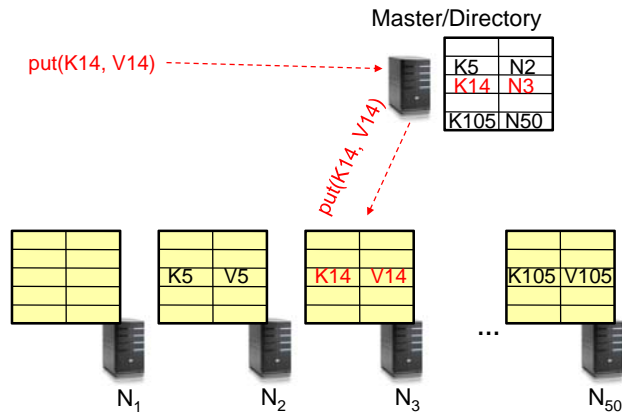 Master/Directory
put(K14, V14)
K5 N2
K14 N3
K105 N50
put(K14, V14)
K5 V5
K14 V14
K105 V105
...
N1
N2
N3
N50